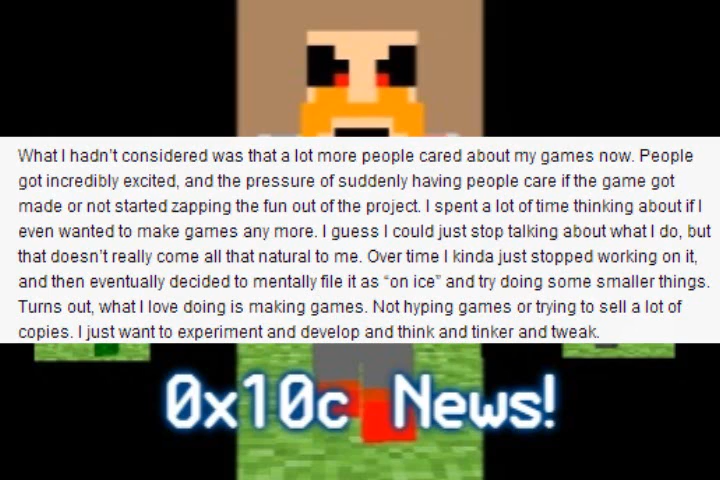 What I hadn't considered was that a lot more people cared about my games now. People
got incredibly excited, and the pressure of suddenly having people care if the game got
made or not started zapping the fun out of the project. I spent a lot of time thinking about if I
even wanted to make games any more. I guess I could just stop talking about what I do, but
that doesn't really come all that natural to me. Over time I kinda just stopped working on it,
and then eventually decided to mentally file it as “on ice” and try doing some smaller things.
Turns out, what I love doing is making games. Not hyping games or trying to sell a lot of
copies. I just want to experiment and develop and think and tinker and tweak.
0x10c News!